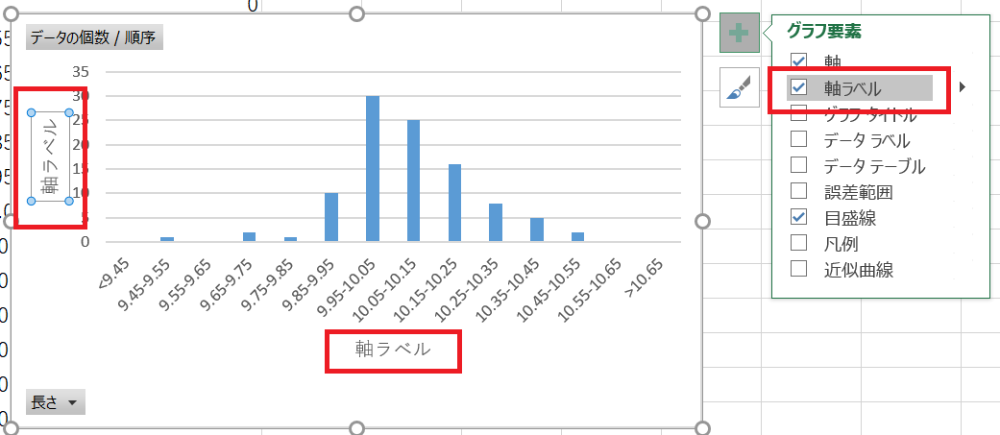 0
データの個数 / 順序
35
30
25
20
15
10
5
0
軸ラベル
<9.45
9.45-9.55
9.55-9.65
9.65-9.75
9.75-9.85
9.85-9.95
9.95-10.05
10.05-10.15
10.15-10.25
10.25-10.35
10.35-10.45
10.45-10.55
10.55-10.65
>10.65
軸ラベル
長さ
グラフ要素
軸
軸ラベル
グラフ タイトル
データ ラベル
データ テーブル
誤差範囲
目盛線
凡例
近似曲線